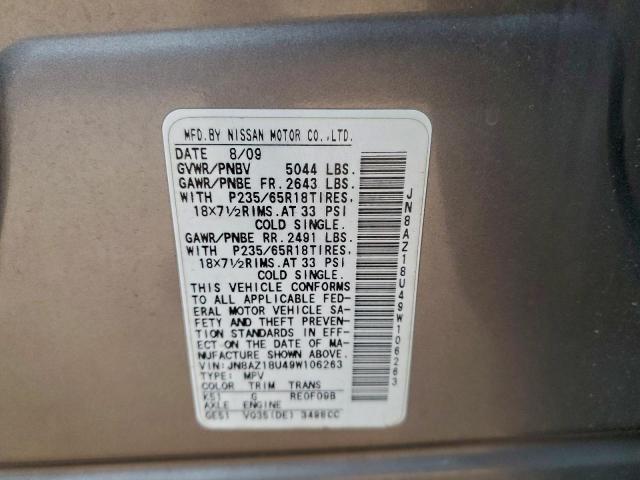 MFD.BY NISSAN MOTOR CO.,LTD.
DATE 8/09
GVWR/PNBV 5044 LBS.
GAWR/PNBE FR. 2643 LBS.
WITH P235/65R18TIRES,
18×7½RIMS.AT 33 PSI
COLD SINGLE.
GAWR/PNBE RR. 2491 LBS.
WITH P235/65R18TIRES,
18×7½RIMS.AT 33 PSI
COLD SINGLE.
THIS VEHICLE CONFORMS
TO ALL APPLICABLE FED-
ERAL MOTOR VEHICLE SA-
FETY AND THEFT PREVEN-
TION STANDARDS IN EFF-
ECT ON THE DATE OF MA-
NUFACTURE SHOWN ABOVE.
VIN: JN8AZ18U49W106263
TYPE: MPV
COLOR TRIM TRANS
K51 G RE0F09B
AXLE ENGINE
GE51 VQ35(DE) 3498CC
JN8AZ18U49W106263